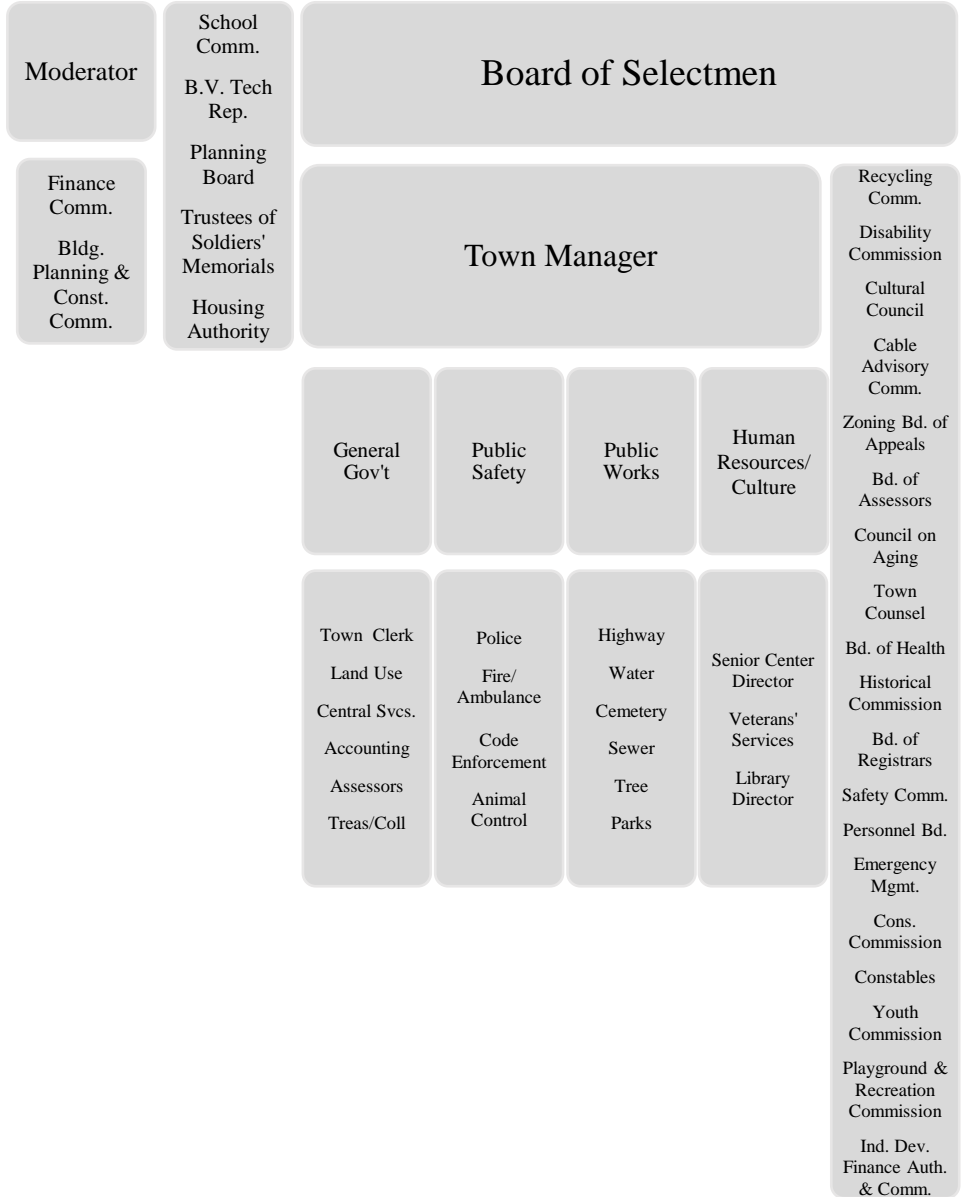 Moderator
Finance
Comm.
Bldg.
Planning &
Const.
Comm.
School
Comm.
B.V. Tech
Rep.
Planning
Board
Trustees of
Soldiers'
Memorials
Housing
Authority
Board of Selectmen
Town Manager
General
Gov't
Town Clerk
Land Use
Central Svcs.
Accounting
Assessors
Treas/Coll
Public
Safety
Police
Fire/
Ambulance
Code
Enforcement
Animal
Control
Public
Works
Highway
Water
Cemetery
Sewer
Tree
Parks
Human
Resources/
Culture
Senior Center
Director
Veterans'
Services
Library
Director
Recycling
Comm.
Disability
Commission
Cultural
Council
Cable
Advisory
Comm.
Zoning Bd. of
Appeals
Bd. of
Assessors
Council on
Aging
Town
Counsel
Bd. of Health
Historical
Commission
Bd. of
Registrars
Safety Comm.
Personnel Bd.
Emergency
Mgmt.
Cons.
Commission
Constables
Youth
Commission
Playground &
Recreation
Commission
Ind. Dev.
Finance Auth.
& Comm.